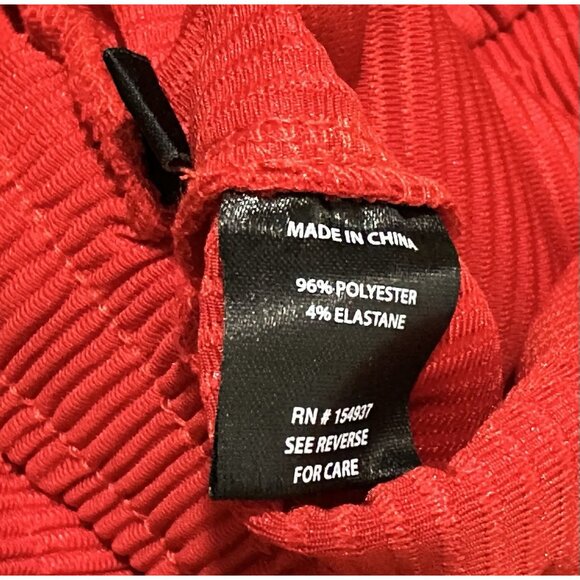 MADE IN CHINA
96% POLYESTER
4% ELASTANE
RN # 154937
SEE REVERSE
FOR CARE